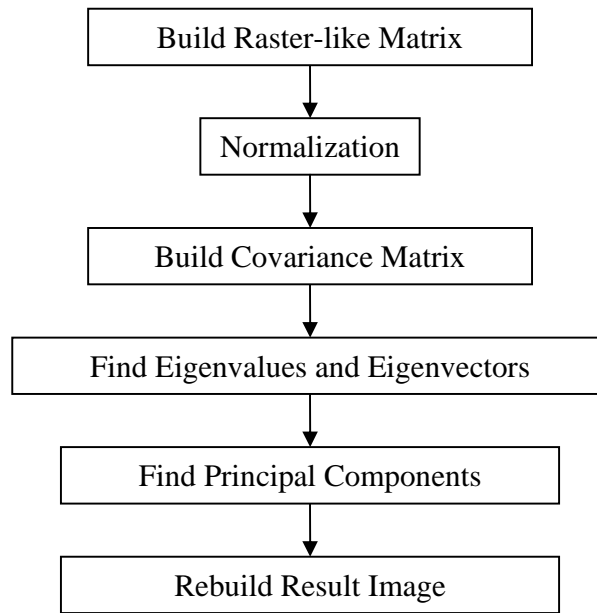 Build Raster-like Matrix
Normalization
Build Covariance Matrix
Find Eigenvalues and Eigenvectors
Find Principal Components
Rebuild Result Image